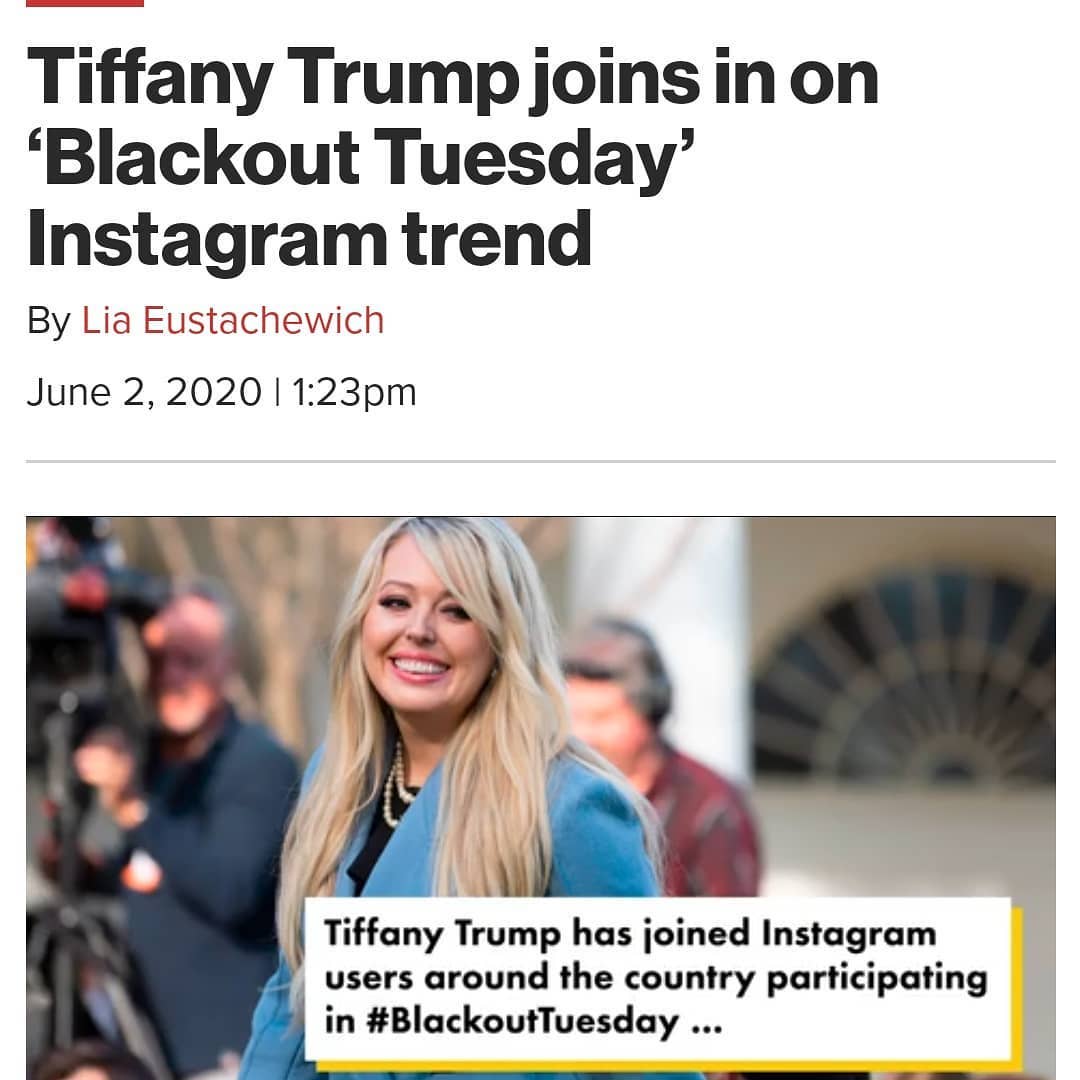 Tiffany Trump joins in on
‘Blackout Tuesday’
Instagram trend
By Lia Eustachewich
June 2, 2020 | 1:23pm
Tiffany Trump has joined Instagram
users around the country participating
in #BlackoutTuesday ...